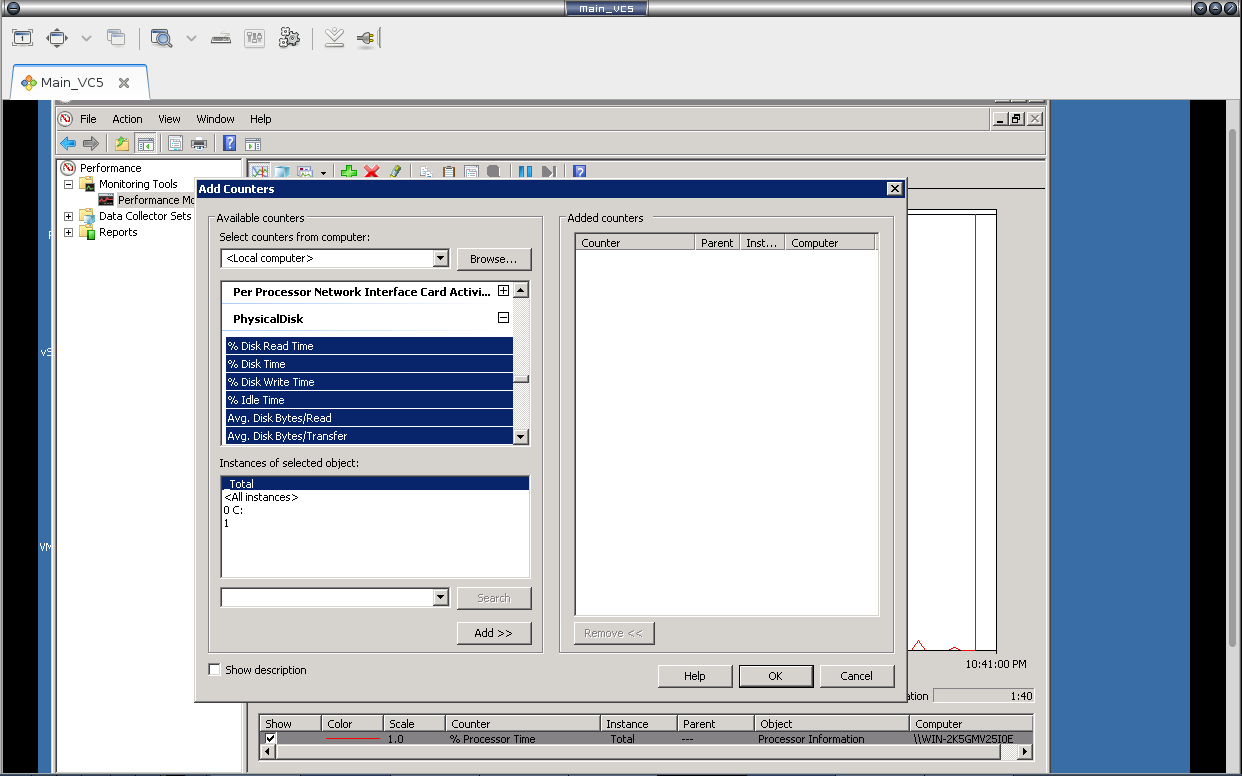 Main_VC5
Main_VC5
File Action View Window Help
Performance
Monitoring Tools
Performance Mo
Data Collector Sets
Reports
Add Counters
Available counters
Select counters from computer:
<Local computer>
Browse...
Per Processor Network Interface Card Activi...
PhysicalDisk
% Disk Read Time
% Disk Time
% Disk Write Time
% Idle Time
Avg. Disk Bytes/Read
Avg. Disk Bytes/Transfer
Instances of selected object:
_Total
<All instances>
0 C:
1
Search
Add >>
Show description
Added counters
Counter Parent Inst... Computer
Remove <<
Help OK Cancel
10:41:00 PM
ation 1:40
Show Color Scale Counter Instance Parent Object Computer
1.0 % Processor Time _Total --- Processor Information \\WIN-2K5GMV25I0E
vS
VM